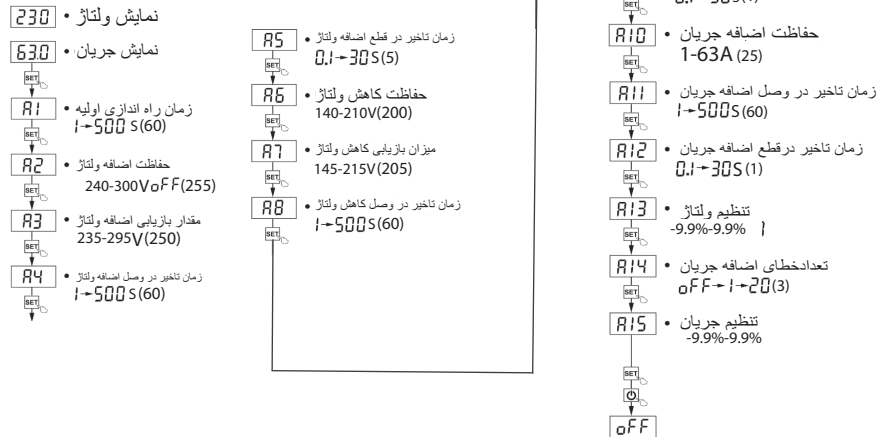 230 • نمایش ولتاژ
63.0 • نمایش جریان
SET
A1 • زمان راه اندازی اولیه
1→500 S(60)
SET
A2 • حفاظت اضافه ولتاژ
240-300VoFF(255)
SET
A3 • مقدار بازیابی اضافه ولتاژ
235-295V(250)
SET
A4 • زمان تاخیر در وصل اضافه ولتاژ
1→500 S(60)
SET
A5 • زمان تاخیر در قطع اضافه ولتاژ
0.1→30 S(5)
SET
A6 • حفاظت کاهش ولتاژ
140-210V(200)
SET
A7 • میزان بازیابی کاهش ولتاژ
145-215V(205)
SET
A8 • زمان تاخیر در وصل کاهش ولتاژ
1→500 S(60)
SET
SET
A10 • حفاظت اضافه جریان
1-63A (25)
SET
A11 • زمان تاخیر در وصل اضافه جریان
1→500S (60)
SET
A12 • زمان تاخیر درقطع اضافه جریان
0.1→30S (1)
SET
A13 • تنظیم ولتاژ
-9.9%-9.9%
SET
A14 • تعدادخطای اضافه جریان
oFF→1→20(3)
SET
A15 • تنظیم جریان
-9.9%-9.9%
SET
oFF